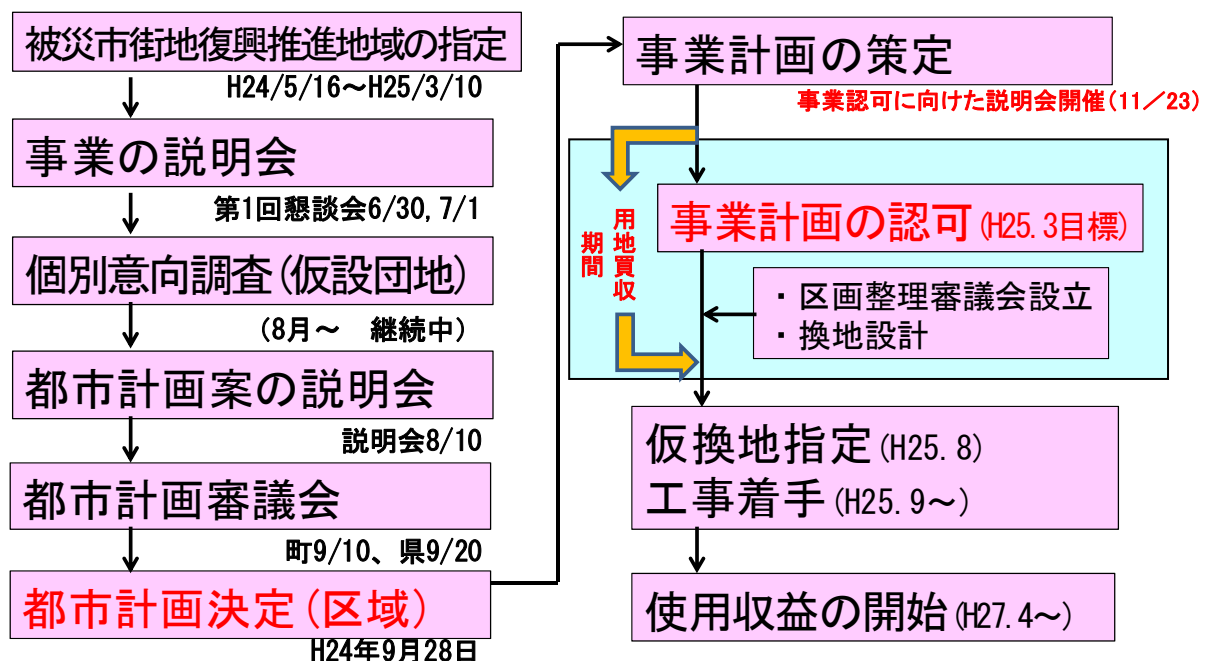 被災市街地復興推進地域の指定
H24/5/16～H25/3/10
事業の説明会
第1回懇談会6/30,7/1
個別意向調査(仮設団地)
(8月～　継続中)
都市計画案の説明会
説明会8/10
都市計画審議会
町9/10、県9/20
都市計画決定(区域)
H24年9月28日
事業計画の策定
事業認可に向けた説明会開催(11／23)
用地買収
期間
事業計画の認可(H25.3目標)
・区画整理審議会設立
・換地設計
仮換地指定(H25.8)
工事着手(H25.9～)
使用収益の開始(H27.4～)